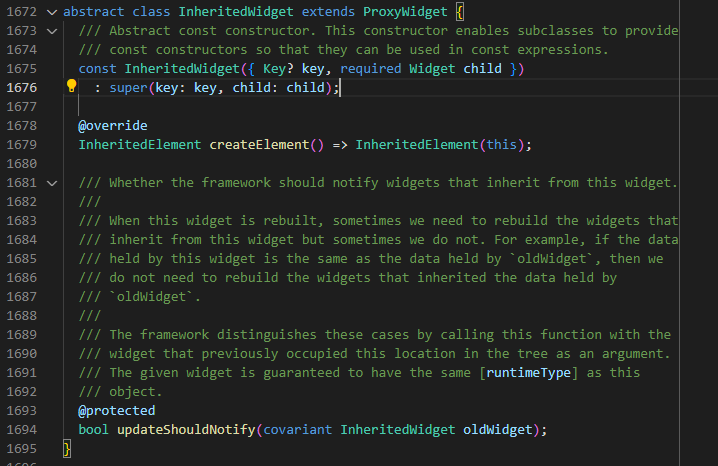 1672 abstract class InheritedWidget extends ProxyWidget {
1673 /// Abstract const constructor. This constructor enables subclasses to provide
1674 /// const constructors so that they can be used in const expressions.
1675 const InheritedWidget({ Key? key, required Widget child })
1676 : super(key: key, child: child);
1677
1678 @override
1679 InheritedElement createElement() => InheritedElement(this);
1680
1681 /// Whether the framework should notify widgets that inherit from this widget.
1682 ///
1683 /// When this widget is rebuilt, sometimes we need to rebuild the widgets that
1684 /// inherit from this widget but sometimes we do not. For example, if the data
1685 /// held by this widget is the same as the data held by `oldWidget`, then we
1686 /// do not need to rebuild the widgets that inherited the data held by
1687 /// `oldWidget`.
1688 ///
1689 /// The framework distinguishes these cases by calling this function with the
1690 /// widget that previously occupied this location in the tree as an argument.
1691 /// The given widget is guaranteed to have the same [runtimeType] as this
1692 /// object.
1693 @protected
1694 bool updateShouldNotify(covariant InheritedWidget oldWidget);
1695 }